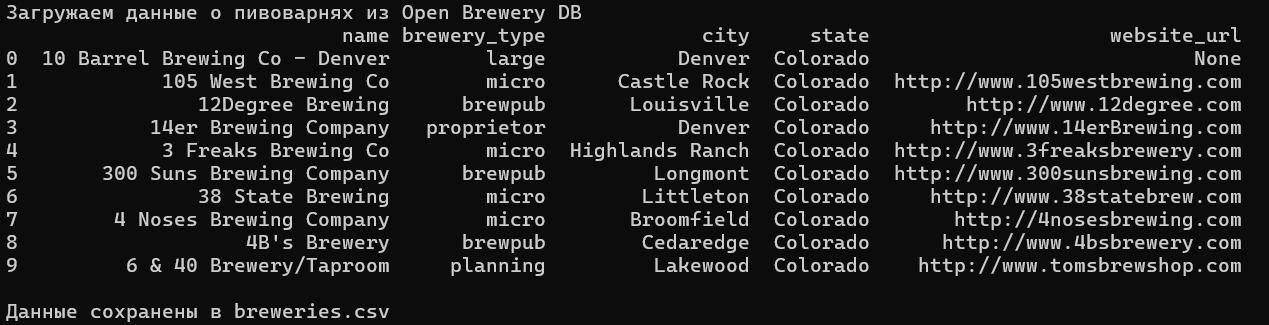 Загружаем данные о пивоварнях из Open Brewery DB
name brewery_type city state website_url
0 10 Barrel Brewing Co - Denver large Denver Colorado None
1 105 West Brewing Co micro Castle Rock Colorado http://www.105westbrewing.com
2 12Degree Brewing brewpub Louisville Colorado http://www.12degree.com
3 14er Brewing Company proprietor Denver Colorado http://www.14erBrewing.com
4 3 Freaks Brewing Co micro Highlands Ranch Colorado http://www.3freaksbrewery.com
5 300 Suns Brewing Company brewpub Longmont Colorado http://www.300sunsbrewing.com
6 38 State Brewing micro Littleton Colorado http://www.38statebrew.com
7 4 Noses Brewing Company micro Broomfield Colorado http://4nosesbrewing.com
8 4B's Brewery brewpub Cedaredge Colorado http://www.4bsbrewery.com
9 6 & 40 Brewery/Taproom planning Lakewood Colorado http://www.tomsbrewshop.com
Данные сохранены в breweries.csv